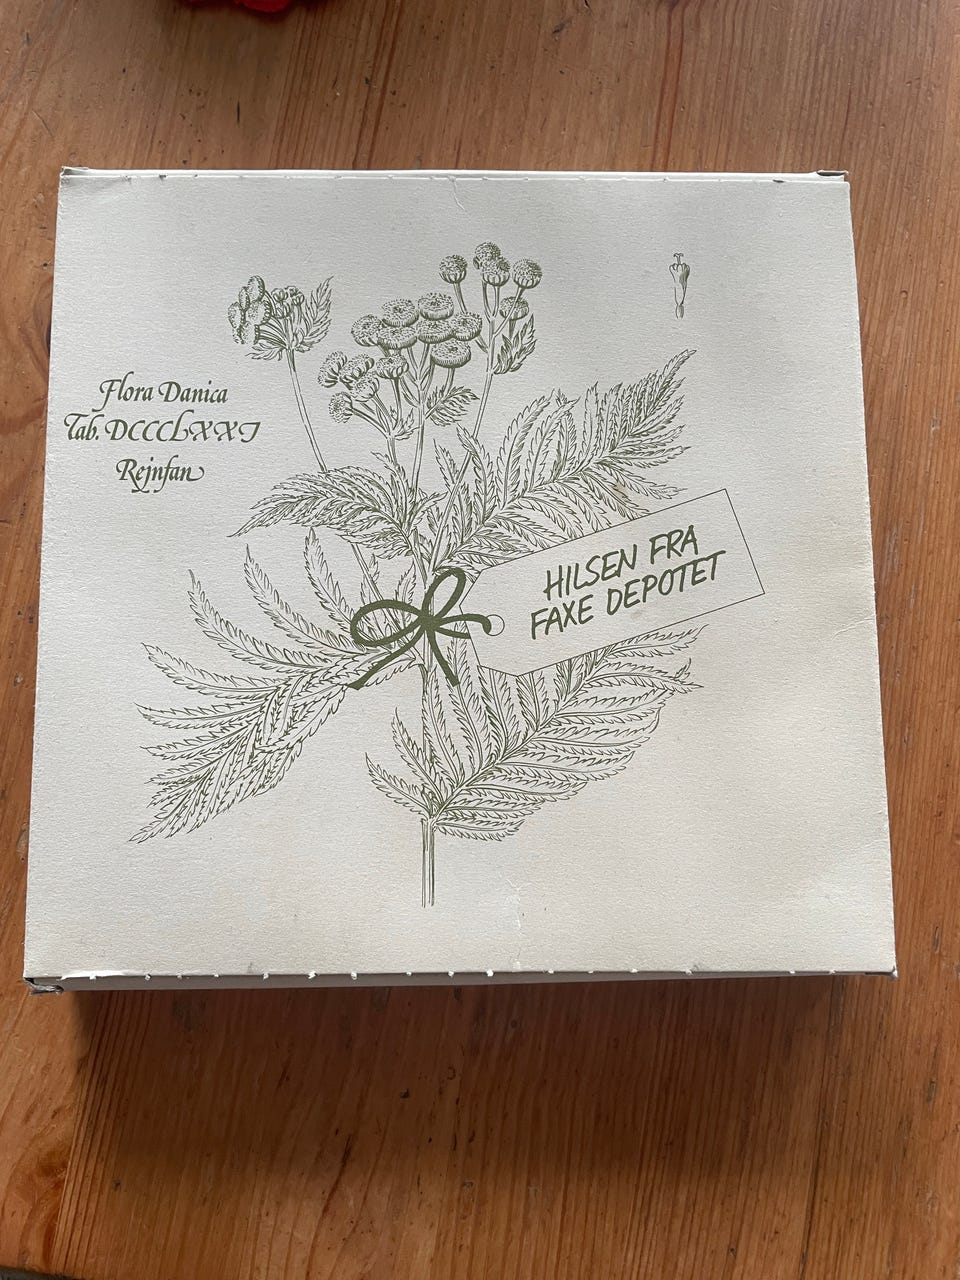 Flora Danica
Tab. DCCCLXXI
Rejnfan
HILSEN FRA
FAXE DEPOTET